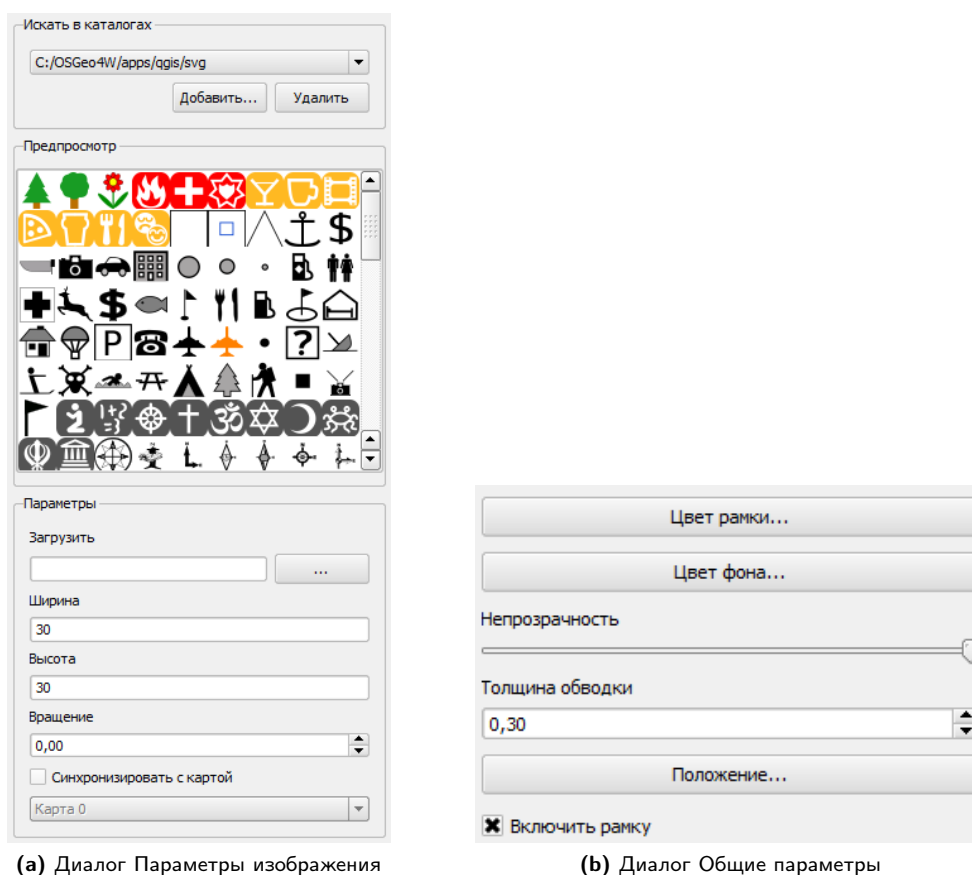 Искать в каталогах
C:/OSGeo4W/apps/qgis/svg
Добавить...
Удалить
Предпросмотр
Параметры
Загрузить
...
Ширина
30
Высота
30
Вращение
0,00
Синхронизировать с картой
Карта 0
(a) Диалог Параметры изображения
Цвет рамки...
Цвет фона...
Непрозрачность
Толщина обводки
0,30
Положение...
Включить рамку
(b) Диалог Общие параметры